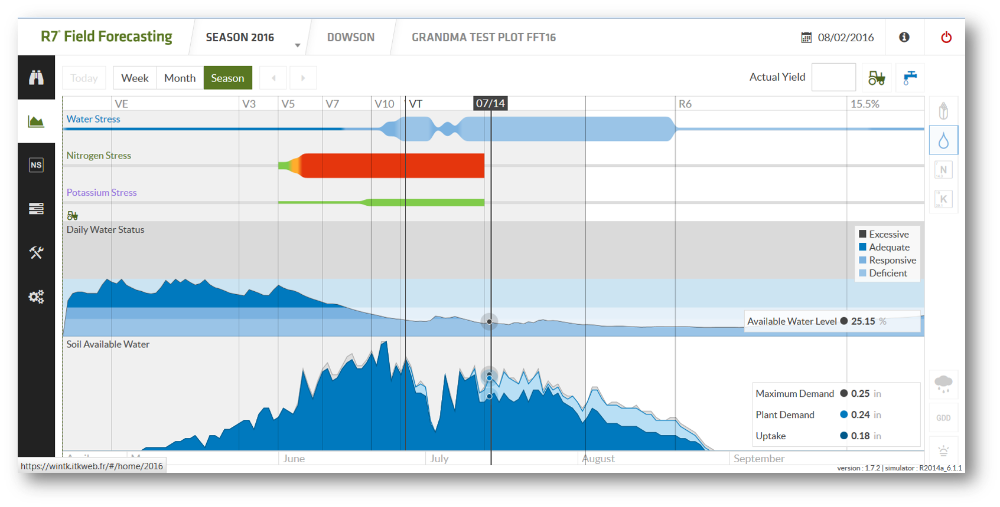 R7® Field Forecasting
SEASON 2016
DOWSON
GRANDMA TEST PLOT FFT16
08/02/2016
Today
Week
Month
Season
Actual Yield
VE
V3
V5
V7
V10
VT
07/14
R6
15.5%
Water Stress
NS
Nitrogen Stress
N
Potassium Stress
K
Daily Water Status
Excessive
Adequate
Responsive
Deficient
Available Water Level 25.15 %
Soil Available Water
Maximum Demand 0.25 in
Plant Demand 0.24 in
Uptake 0.18 in
GDD
June
July
August
September
https://wintk.itkweb.fr/#/home/2016
version : 1.7.2 | simulator : R2014a_6.1.1